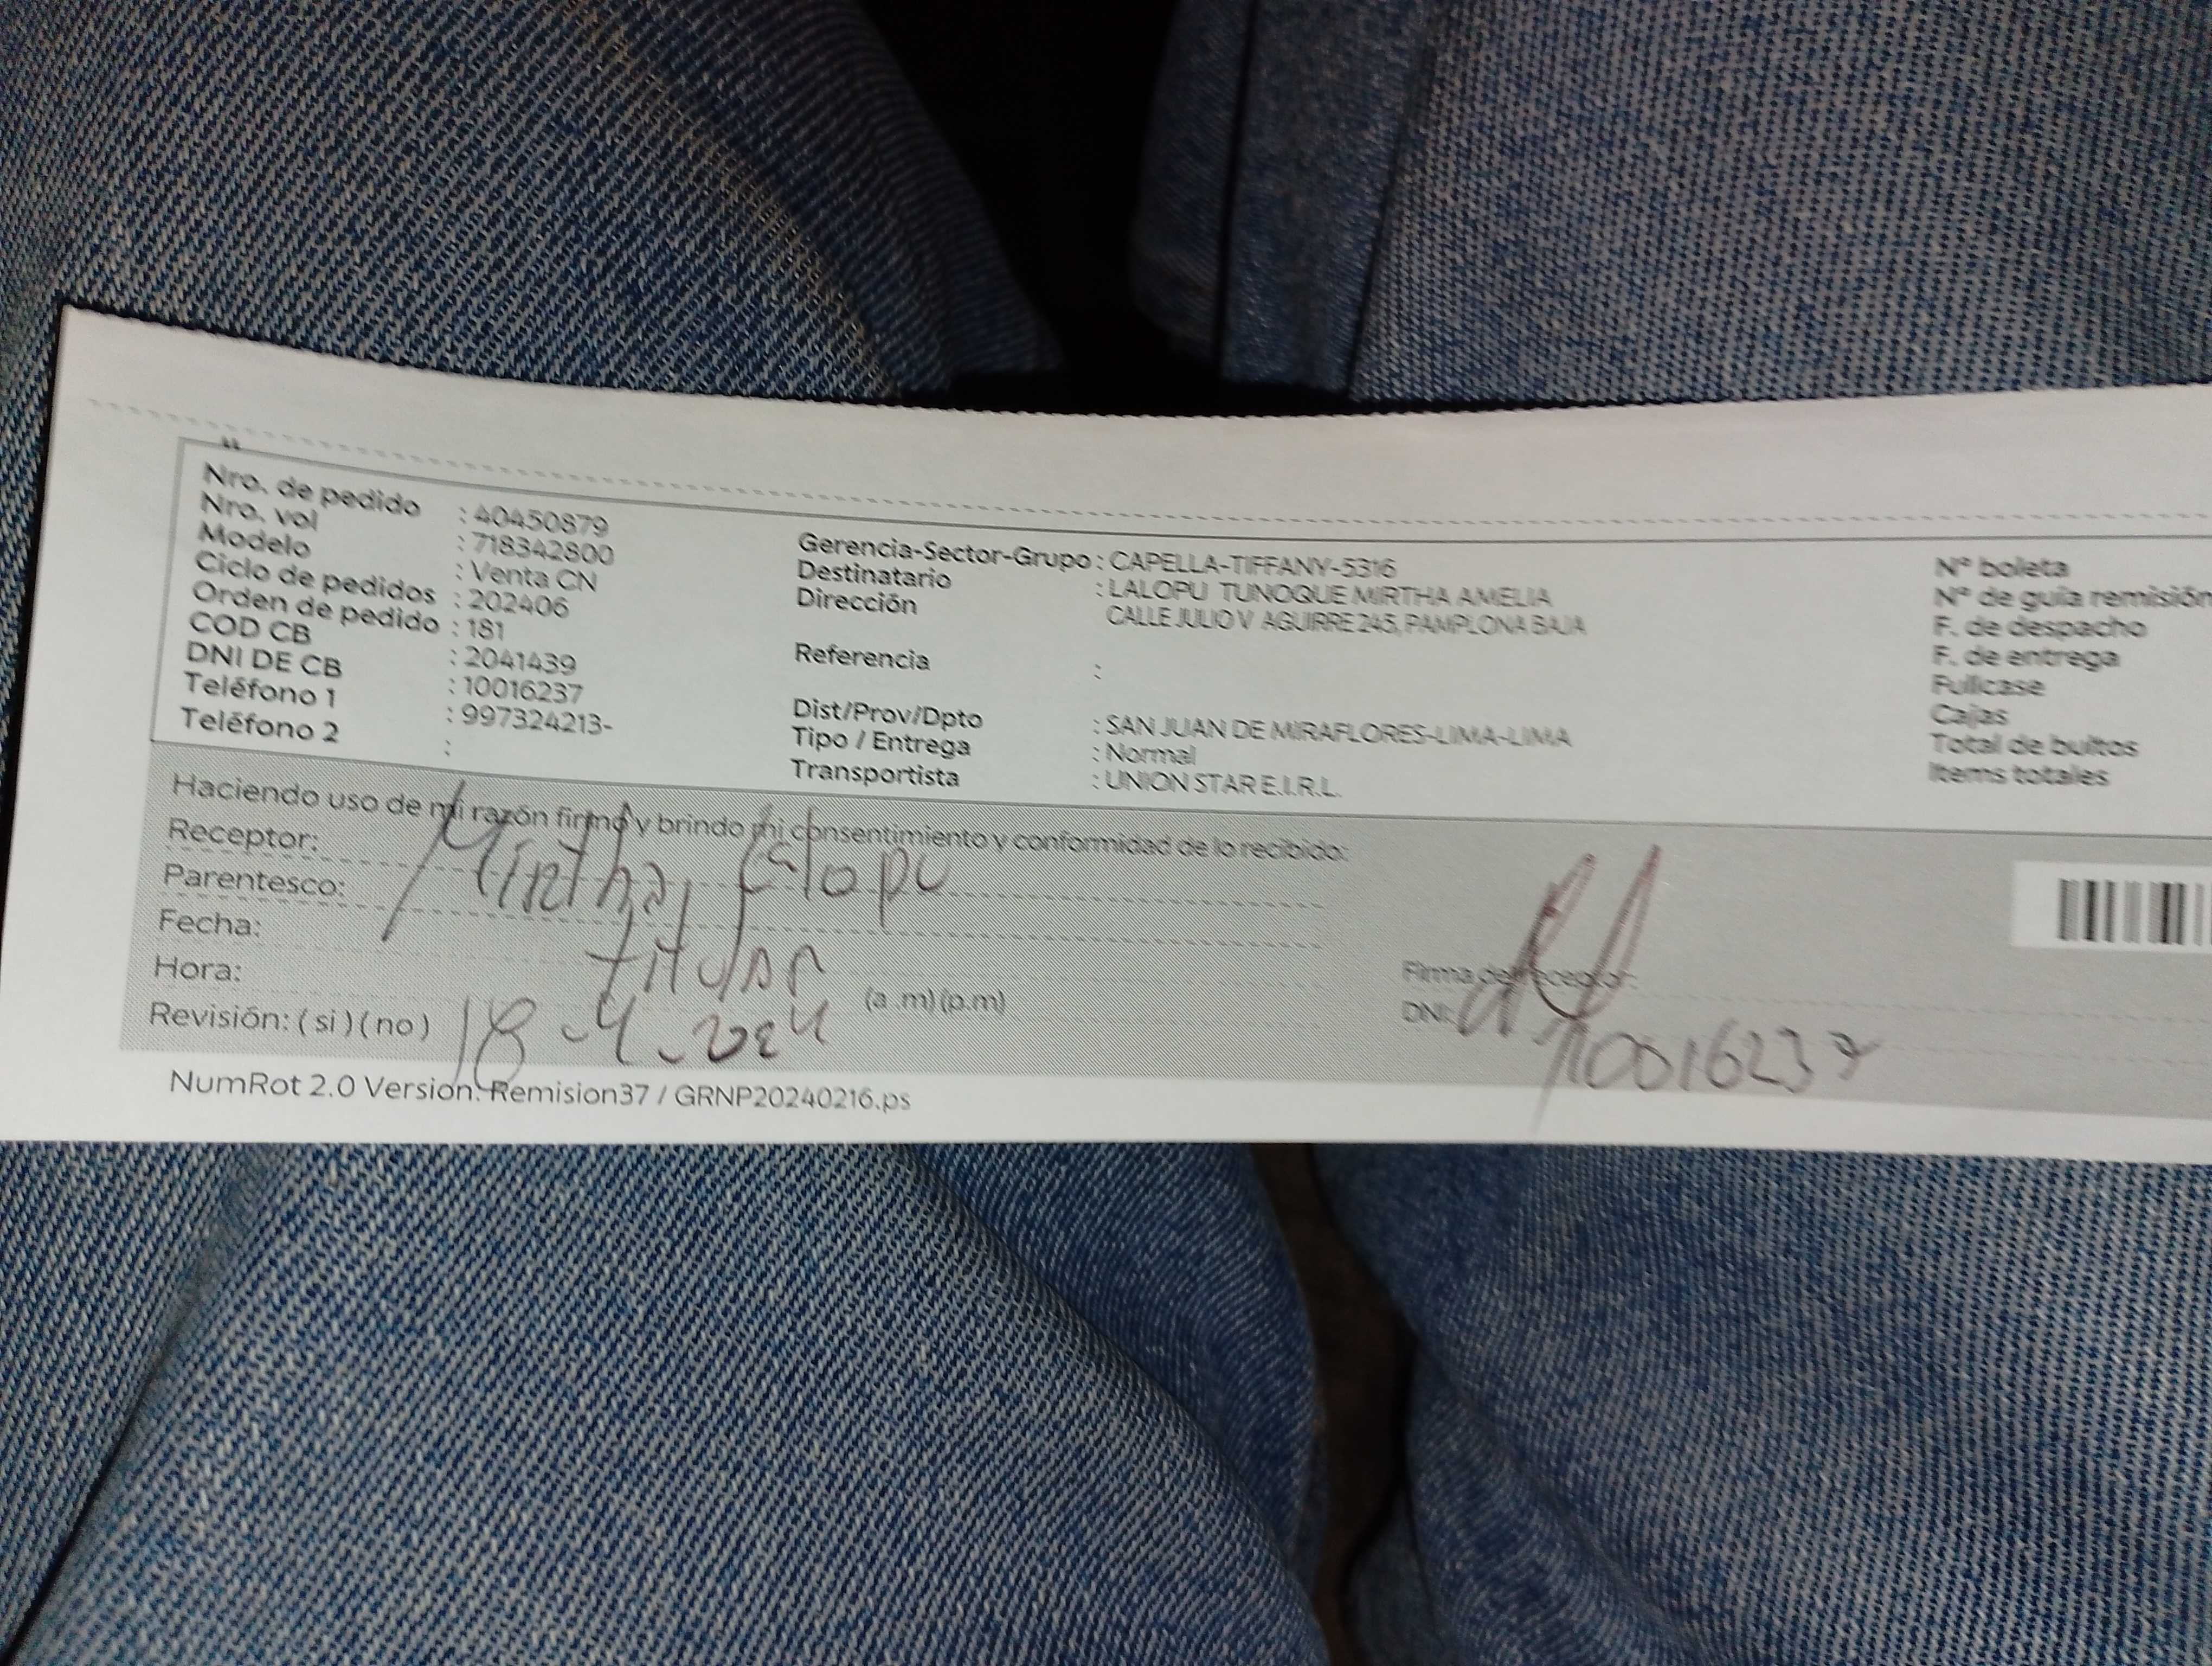 Nro. de pedido : 40450879
Nro. vol : 718342800
Modelo : Venta CN
Ciclo de pedidos : 202406
Orden de pedido : 181
COD CB : 2041439
DNI DE CB : 10016237
Teléfono 1 : 997324213-
Teléfono 2 :
Gerencia-Sector-Grupo : CAPELLA-TIFFANY-5316
Destinatario : LALOPU TUNOQUE MIRTHA AMELIA
Dirección CALLE JULIO V AGUIRRE 245, PAMPLONA BAJA
Referencia :
Dist/Prov/Dpto : SAN JUAN DE MIRAFLORES-LIMA-LIMA
Tipo / Entrega : Normal
Transportista : UNION STAR E.I.R.L.
N° boleta
N° de guía remisión
F. de despacho
F. de entrega
Fullcase
Cajas
Total de bultos
Items totales
Haciendo uso de mi razón firmo y brindo mi consentimiento y conformidad de lo recibido:
Receptor: Mirtha Lalopu
Parentesco: titular
Fecha: 18-4-2024
Hora: (a .m) (p.m)
Revisión: ( si ) ( no )
Firma del receptor:
DNI: 10016237
NumRot 2.0 Version: Remision37 / GRNP20240216.ps